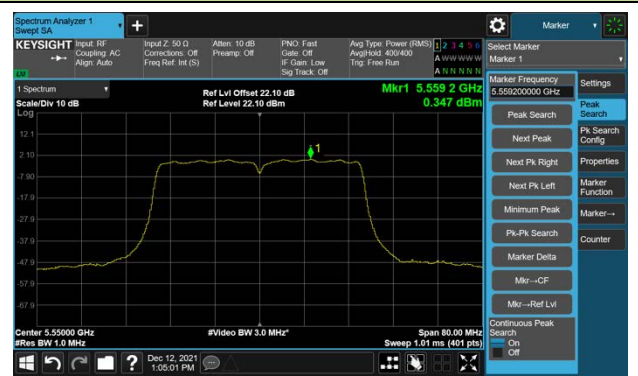 Spectrum Analyzer 1
Swept SA
Marker
KEYSIGHT
Input: RF
Coupling: AC
Align: Auto
Input Z: 50 Ω
Corrections: Off
Freq Ref: Int (S)
Atten: 10 dB
Preamp: Off
PNO: Fast
Gate: Off
IF Gain: Low
Sig Track: Off
Avg Type: Power (RMS)
Avg|Hold: 400/400
Trig: Free Run
1 2 3 4 5 6
A W W W W W
A N N N N N
Select Marker
Marker 1
LXI
1 Spectrum
Scale/Div 10 dB
Log
Ref Lvl Offset 22.10 dB
Ref Level 22.10 dBm
Mkr1 5.559 2 GHz
0.347 dBm
12.1
2.10
-7.90
-17.9
-27.9
-37.9
-47.9
-57.9
-67.9
1
Center 5.55000 GHz
#Res BW 1.0 MHz
#Video BW 3.0 MHz*
Span 80.00 MHz
Sweep 1.01 ms (401 pts)
Marker Frequency
5.559200000 GHz
Peak Search
Next Peak
Next Pk Right
Next Pk Left
Minimum Peak
Pk-Pk Search
Marker Delta
Mkr→CF
Mkr→Ref Lvl
Continuous Peak
Search
On
Off
Settings
Peak
Search
Pk Search
Config
Properties
Marker
Function
Marker→
Counter
?
Dec 12, 2021
1:05:01 PM